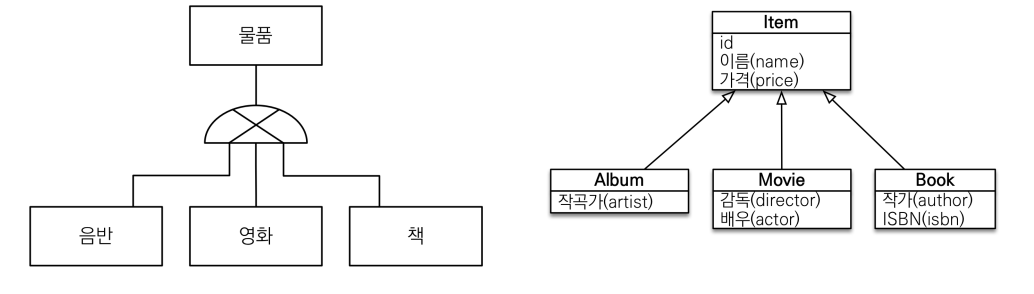 물품
음반
영화
책
Item
id
이름(name)
가격(price)
Album
작곡가(artist)
Movie
감독(director)
배우(actor)
Book
작가(author)
ISBN(isbn)